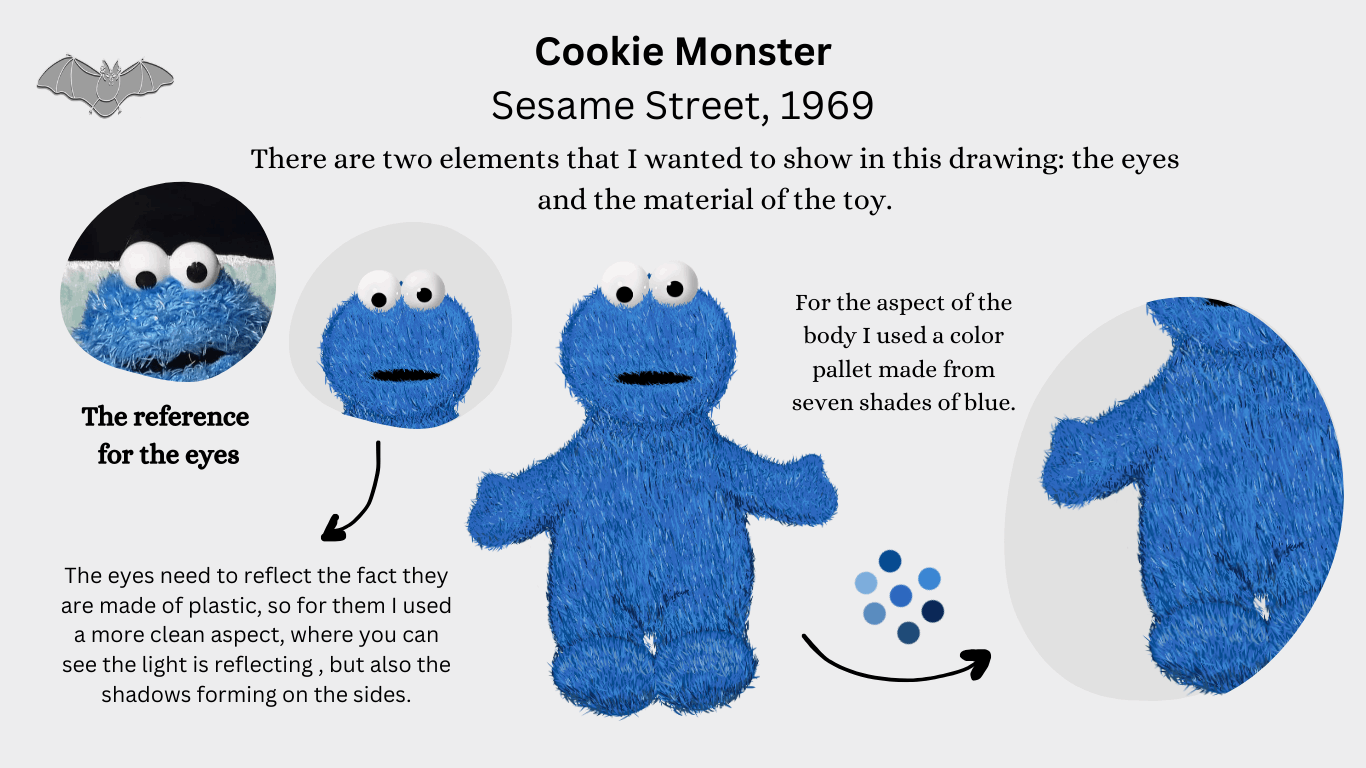 Cookie Monster
Sesame Street, 1969
There are two elements that I wanted to show in this drawing: the eyes
and the material of the toy.
The reference
for the eyes
For the aspect of the
body I used a color
pallet made from
seven shades of blue.
The eyes need to reflect the fact they
are made of plastic, so for them I used
a more clean aspect, where you can
see the light is reflecting , but also the
shadows forming on the sides.